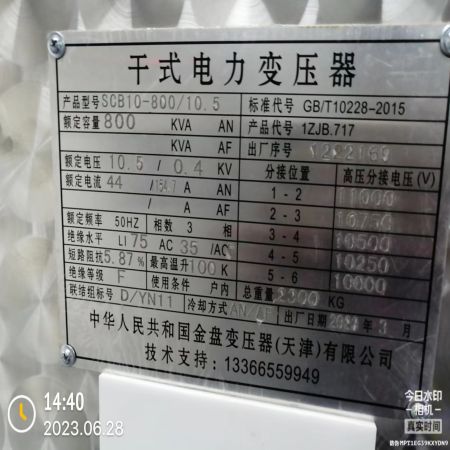 干式电力变压器
产品型号 SCB10-800/10.5 标准代号 GB/T10228-2015
额定容量 800 KVA AN 产品代号 1ZJB.717
KVA AF 出厂序号
额定电压 10.5 / 0.4 KV 分接位置 高压分接电压(V)
额定电流 44 / A AN 1-2 11000
/ A AF 2-3 10750
额定频率 50HZ 相数 3 相 3-4 10500
绝缘水平 LI 75 AC 35 /AC 4-5 10250
短路阻抗 5.87% 最高温升 100 K 5-6 10000
绝缘等级 F 使用条件 户内 总重量 KG
联结组标号 D/YN11 冷却方式 AN/AF 出厂日期 年 3 月
中华人民共和国金盘变压器(天津)有限公司
技术支持: 13366559949
14:40
2023.06.28
今日水印
相机
真实时间